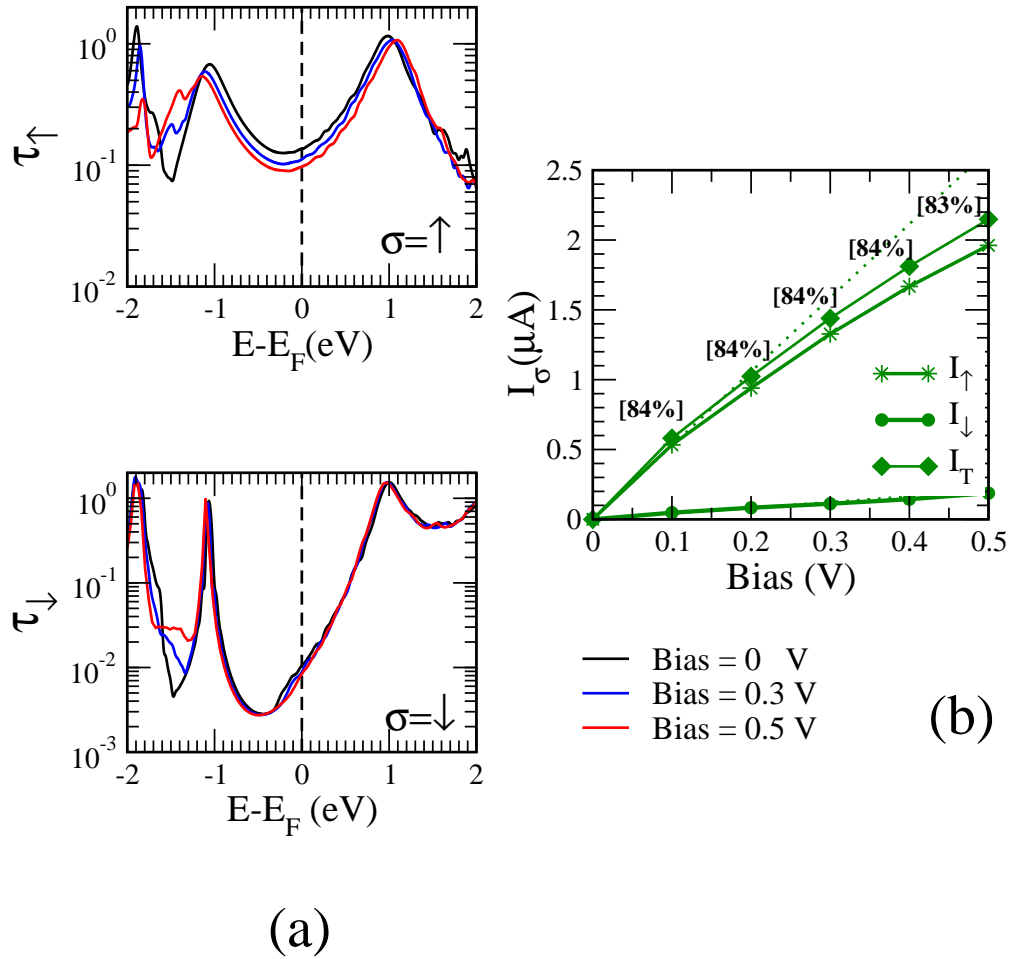 10^0
10^-1
10^-2
τ↑
σ=↑
-2 -1 0 1 2
E-E_F(eV)
10^0
10^-1
10^-2
10^-3
τ↓
σ=↓
-2 -1 0 1 2
E-E_F (eV)
(a)
2.5
2
1.5
1
0.5
0
I_σ(μA)
[84%]
[84%]
[84%]
[84%]
[83%]
I↑
I↓
I_T
0 0.1 0.2 0.3 0.4 0.5
Bias (V)
Bias = 0 V
Bias = 0.3 V
Bias = 0.5 V
(b)